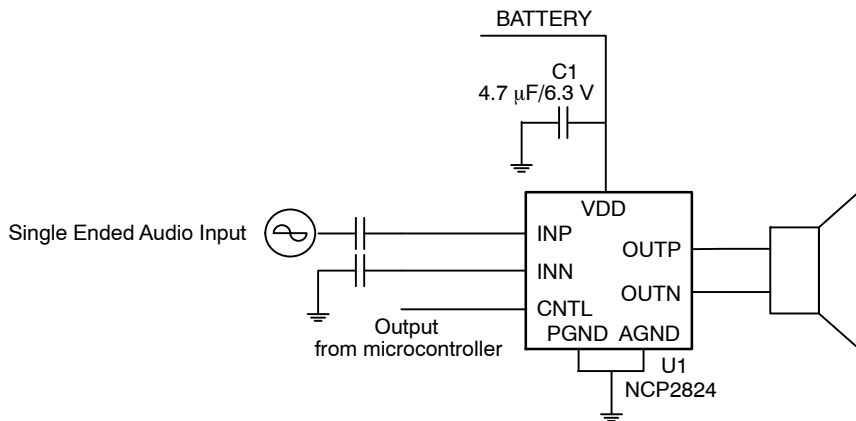 BATTERY
C1
4.7 μF/6.3 V
VDD
Single Ended Audio Input
INP
OUTP
INN
OUTN
CNTL
Output
from microcontroller
PGND AGND
U1
NCP2824